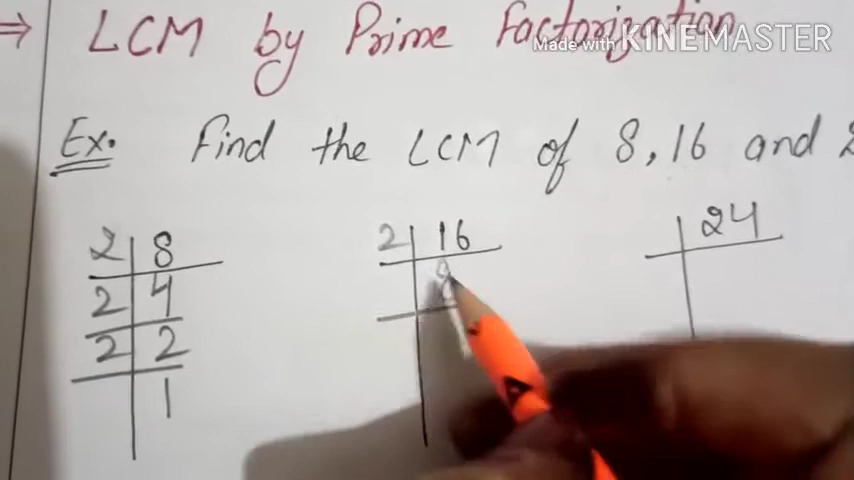 ⇒ LCM by Prime Factorization
Made with KINEMASTER
Ex. Find the LCM of 8, 16 and
2 8 2 16 24
2 4 8
2 2
1